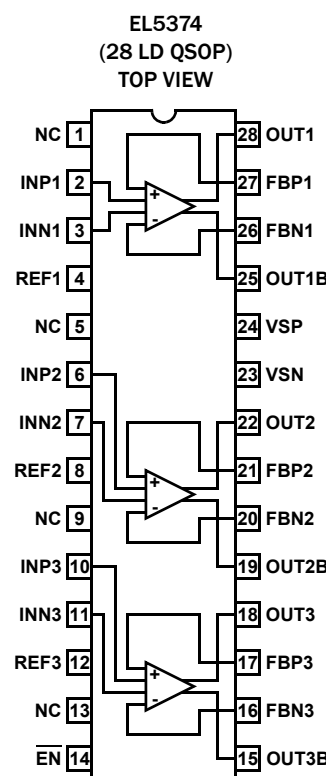 EL5374
(28 LD QSOP)
TOP VIEW
NC 1
28 OUT1
INP1 2
27 FBP1
INN1 3
26 FBN1
REF1 4
25 OUT1B
NC 5
24 VSP
INP2 6
23 VSN
INN2 7
22 OUT2
REF2 8
21 FBP2
NC 9
20 FBN2
INP3 10
19 OUT2B
INN3 11
18 OUT3
REF3 12
17 FBP3
NC 13
16 FBN3
EN 14
15 OUT3B
+
-
+
-
+
-